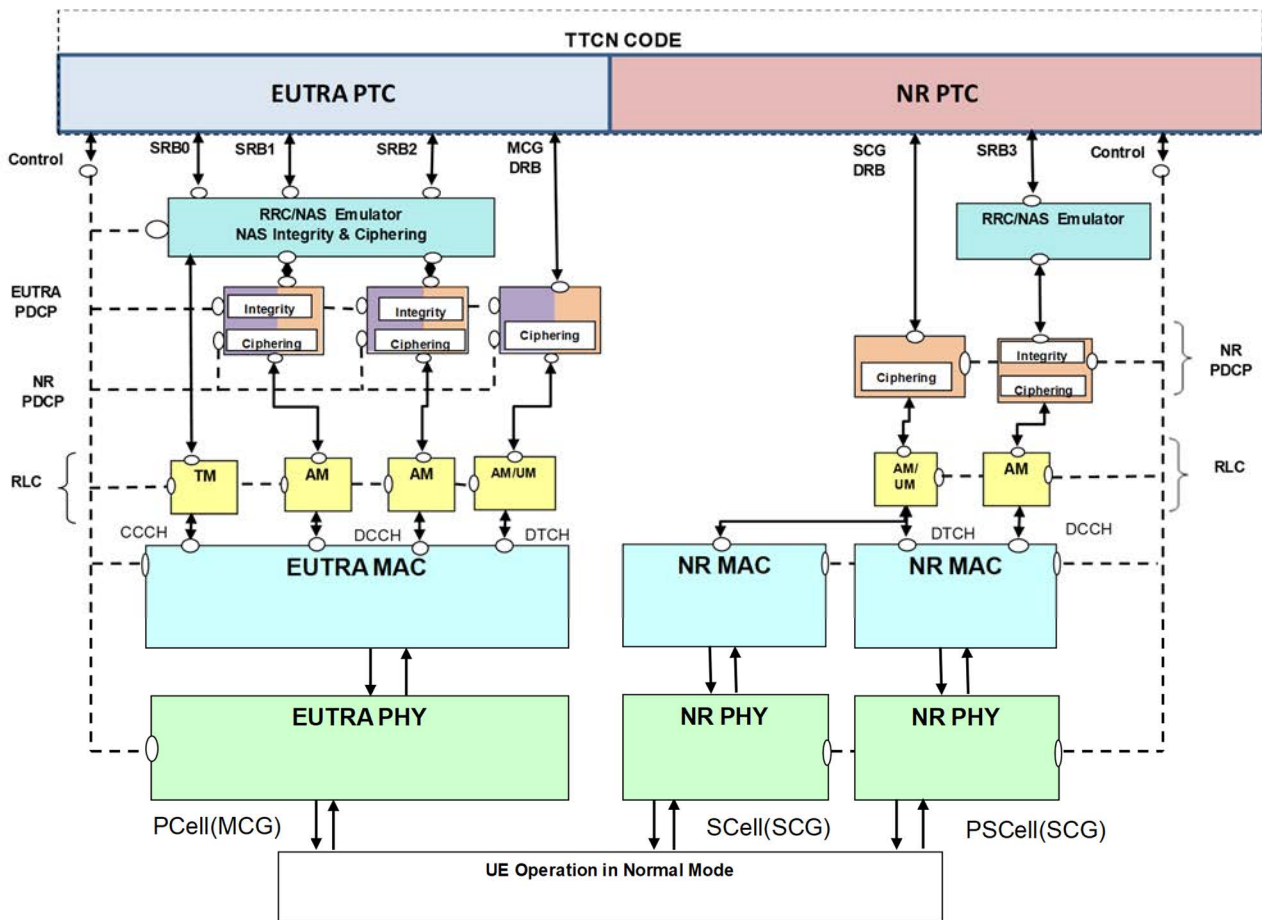 TTCN CODE
EUTRA PTC
NR PTC
Control
SRB0
SRB1
SRB2
MCG
DRB
SCG
DRB
SRB3
Control
RRC/NAS Emulator
NAS Integrity & Ciphering
RRC/NAS Emulator
EUTRA
PDCP
Integrity
Ciphering
Integrity
Ciphering
Ciphering
NR
PDCP
Ciphering
Integrity
Ciphering
NR
PDCP
RLC
TM
AM
AM
AM/UM
AM/
UM
AM
RLC
CCCH
DCCH
DTCH
DTCH
DCCH
EUTRA MAC
NR MAC
NR MAC
EUTRA PHY
NR PHY
NR PHY
PCell(MCG)
SCell(SCG)
PSCell(SCG)
UE Operation in Normal Mode